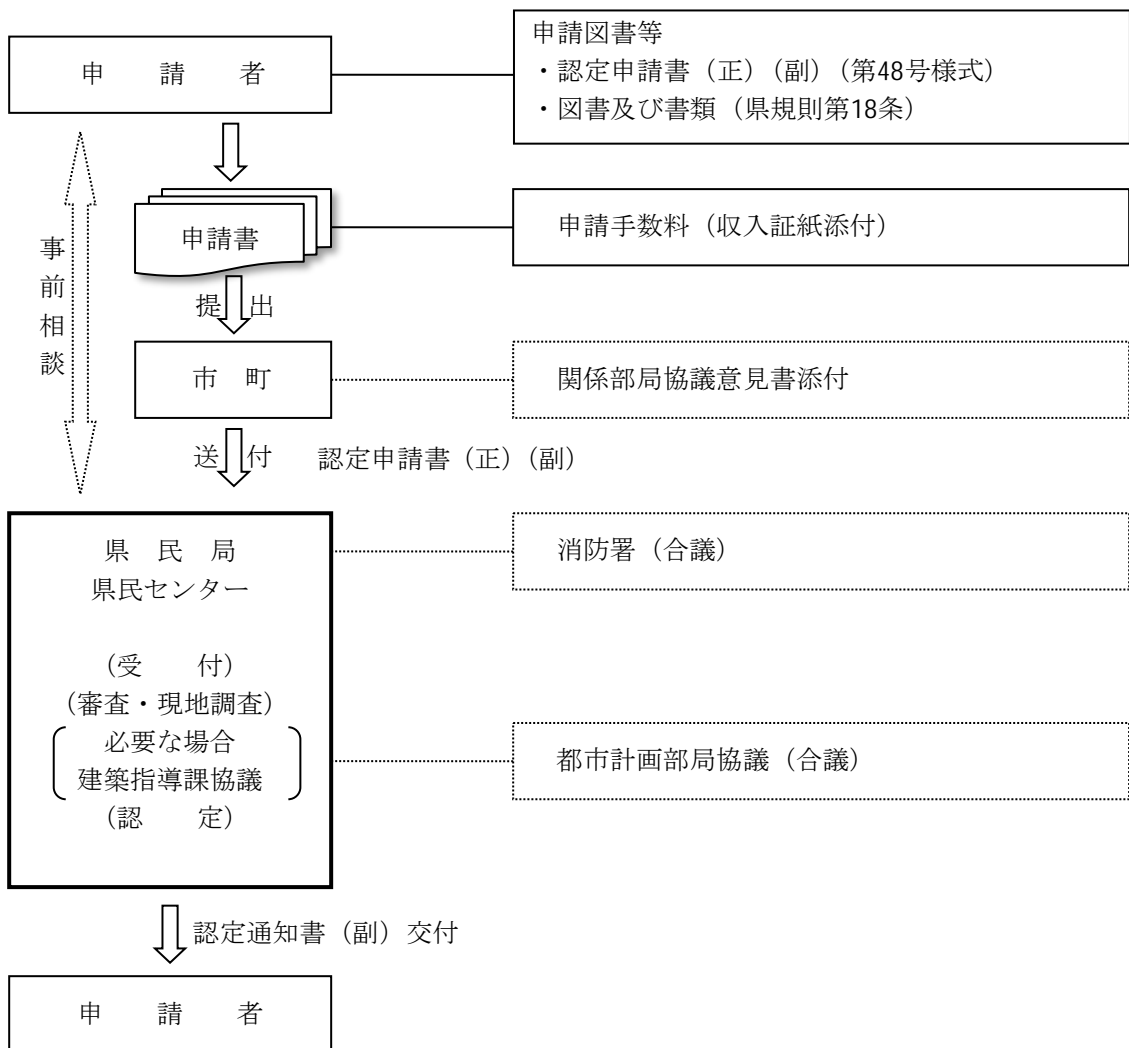 申　請　者
申請図書等
・認定申請書（正）（副）（第48号様式）
・図書及び書類（県規則第18条）
申請書
申請手数料（収入証紙添付）
事前相談
提出
市　町
関係部局協議意見書添付
送付　認定申請書（正）（副）
県　民　局
県民センター
消防署（合議）
（受　　付）
（審査・現地調査）
必要な場合
建築指導課協議
都市計画部局協議（合議）
（認　　定）
認定通知書（副）交付
申　請　者